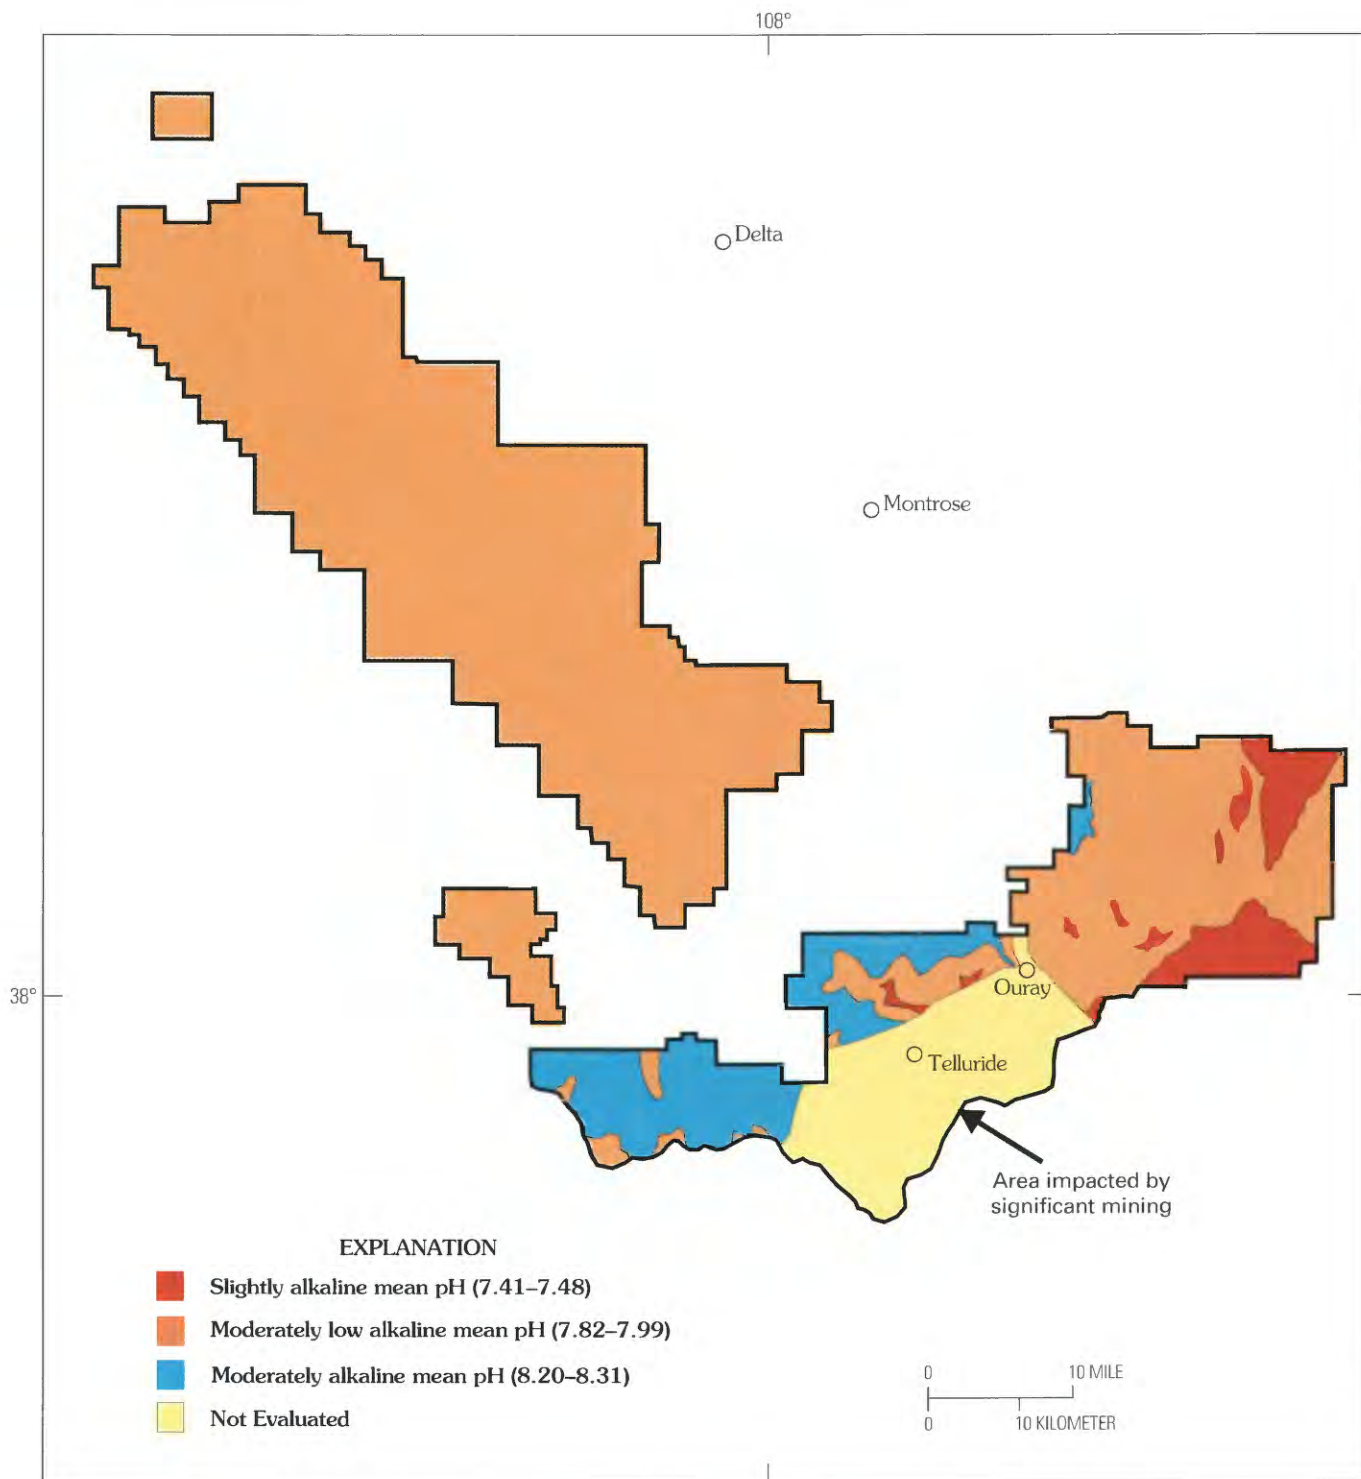 108°
Delta
Montrose
38°
Ouray
Telluride
Area impacted by
significant mining
EXPLANATION
Slightly alkaline mean pH (7.41–7.48)
Moderately low alkaline mean pH (7.82–7.99)
Moderately alkaline mean pH (8.20–8.31)
Not Evaluated
0 10 MILE
0 10 KILOMETER